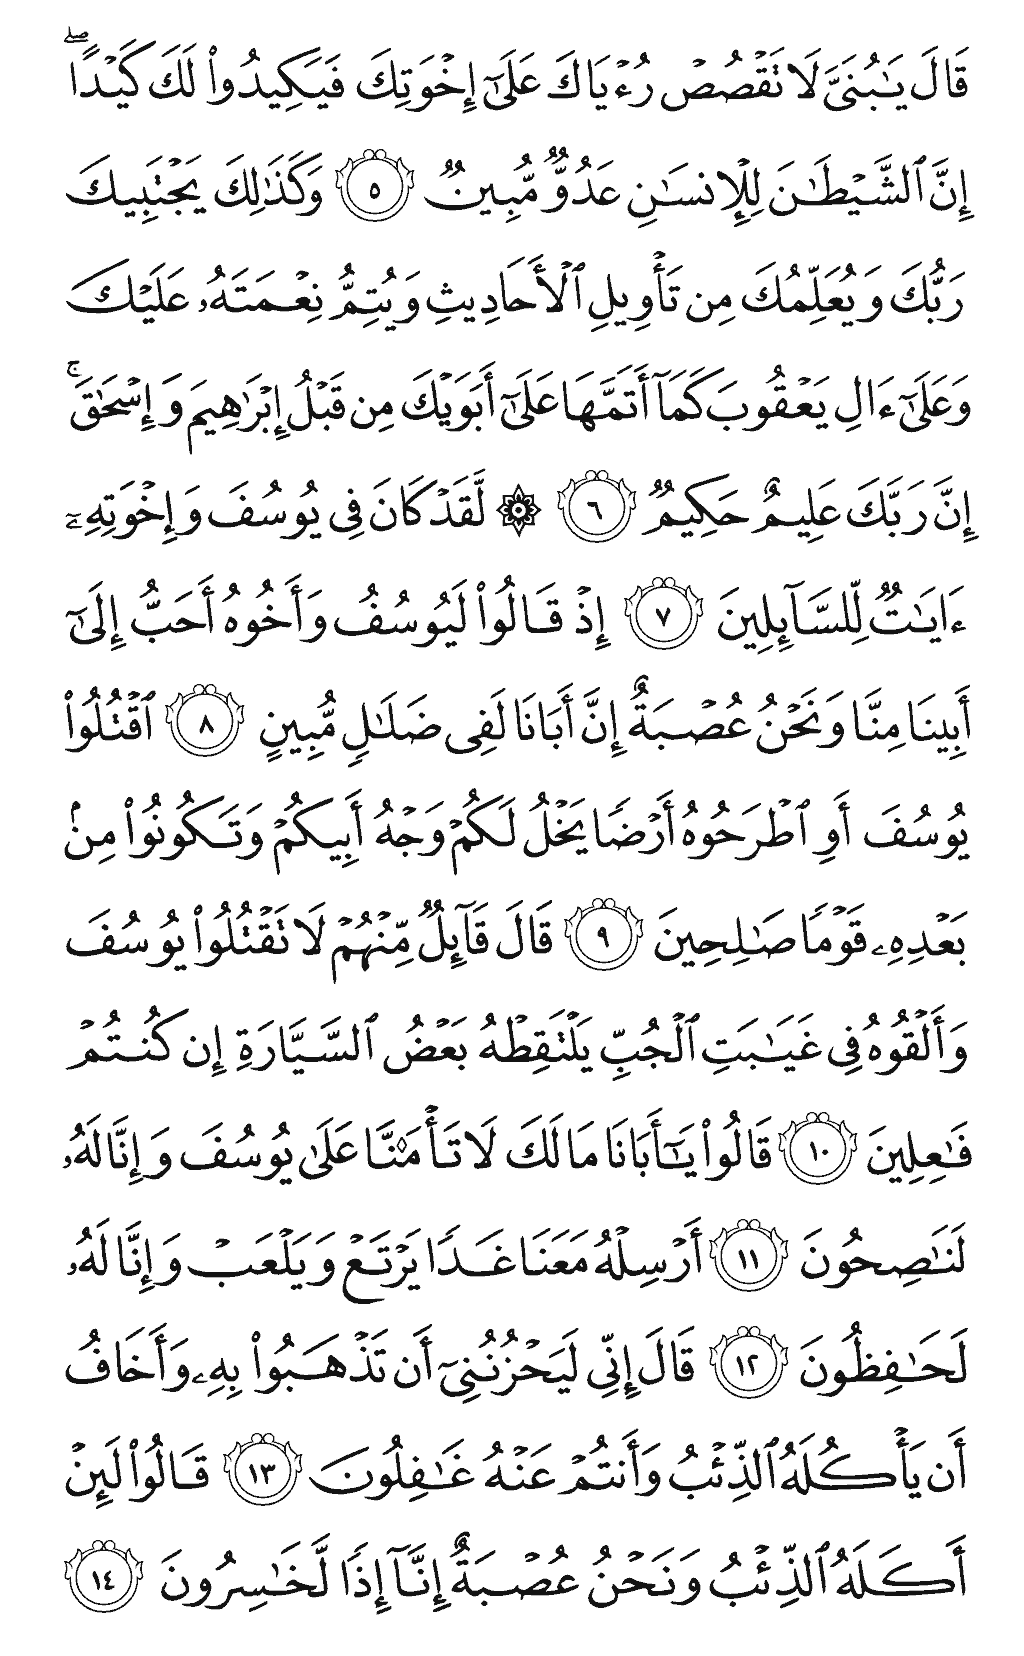 قَالَ يَـٰبُنَىَّ لَا تَقۡصُصۡ رُءۡيَاكَ عَلَىٰٓ إِخۡوَتِكَ فَيَكِيدُواْ لَكَ كَيۡدًاۖ
إِنَّ ٱلشَّيۡطَـٰنَ لِلۡإِنسَـٰنِ عَدُوٌّ مُّبِينٌ ٥ وَكَذَٰلِكَ يَجۡتَبِيكَ
رَبُّكَ وَيُعَلِّمُكَ مِن تَأۡوِيلِ ٱلۡأَحَادِيثِ وَيُتِمُّ نِعۡمَتَهُۥ عَلَيۡكَ
وَعَلَىٰٓ ءَالِ يَعۡقُوبَ كَمَآ أَتَمَّهَا عَلَىٰٓ أَبَوَيۡكَ مِن قَبۡلُ إِبۡرَٰهِيمَ وَإِسۡحَـٰقَۚ
إِنَّ رَبَّكَ عَلِيمٌ حَكِيمٌ ٦ ۞ لَّقَدۡ كَانَ فِى يُوسُفَ وَإِخۡوَتِهِۦٓ
ءَايَـٰتٌ لِّلسَّآئِلِينَ ٧ إِذۡ قَالُواْ لَيُوسُفُ وَأَخُوهُ أَحَبُّ إِلَىٰٓ
أَبِينَا مِنَّا وَنَحۡنُ عُصۡبَةٌ إِنَّ أَبَانَا لَفِى ضَلَـٰلٍ مُّبِينٍ ٨ ٱقۡتُلُواْ
يُوسُفَ أَوِ ٱطۡرَحُوهُ أَرۡضًا يَخۡلُ لَكُمۡ وَجۡهُ أَبِيكُمۡ وَتَكُونُواْ مِنۢ
بَعۡدِهِۦ قَوۡمًا صَـٰلِحِينَ ٩ قَالَ قَآئِلٌ مِّنۡهُمۡ لَا تَقۡتُلُواْ يُوسُفَ
وَأَلۡقُوهُ فِى غَيَـٰبَتِ ٱلۡجُبِّ يَلۡتَقِطۡهُ بَعۡضُ ٱلسَّيَّارَةِ إِن كُنتُمۡ
فَـٰعِلِينَ ١٠ قَالُواْ يَـٰٓأَبَانَا مَا لَكَ لَا تَأۡمَ۬نَّا عَلَىٰ يُوسُفَ وَإِنَّا لَهُۥ
لَنَـٰصِحُونَ ١١ أَرۡسِلۡهُ مَعَنَا غَدًا يَرۡتَعۡ وَيَلۡعَبۡ وَإِنَّا لَهُۥ
لَحَـٰفِظُونَ ١٢ قَالَ إِنِّى لَيَحۡزُنُنِىٓ أَن تَذۡهَبُواْ بِهِۦ وَأَخَافُ
أَن يَأۡكُلَهُ ٱلذِّئۡبُ وَأَنتُمۡ عَنۡهُ غَـٰفِلُونَ ١٣ قَالُواْ لَئِنۡ
أَكَلَهُ ٱلذِّئۡبُ وَنَحۡنُ عُصۡبَةٌ إِنَّآ إِذًا لَّخَـٰسِرُونَ ١٤